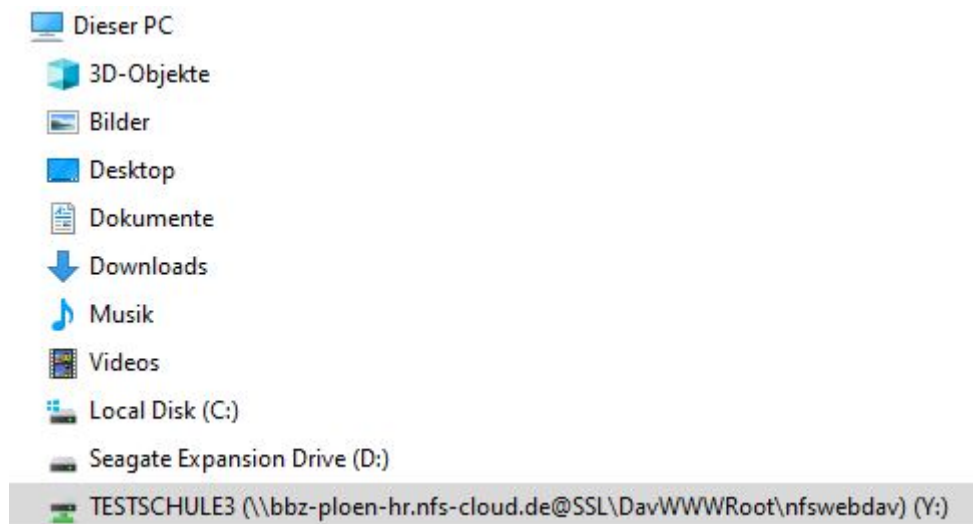 Dieser PC
3D-Objekte
Bilder
Desktop
Dokumente
Downloads
Musik
Videos
Local Disk (C:)
Seagate Expansion Drive (D:)
TESTSCHULE3 (\\bbz-ploen-hr.nfs-cloud.de@SSL\DavWWWRoot\nfswebdav) (Y:)